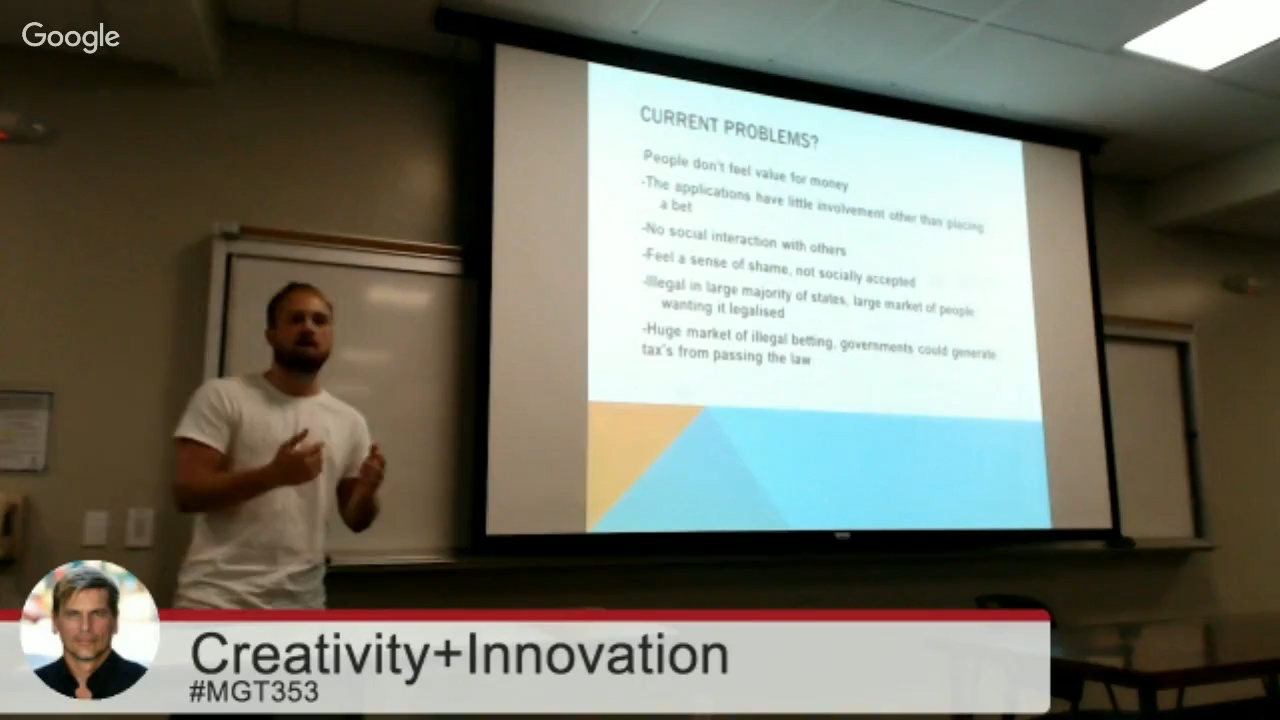 Google
CURRENT PROBLEMS?
People don't feel value for money
-The applications have little involvement other than placing
a bet
-No social interaction with others
-Feel a sense of shame, not socially accepted
-Illegal in large majority of states, large market of people
wanting it legalised
-Huge market of illegal betting, governments could generate
tax's from passing the law
Creativity+Innovation
#MGT353